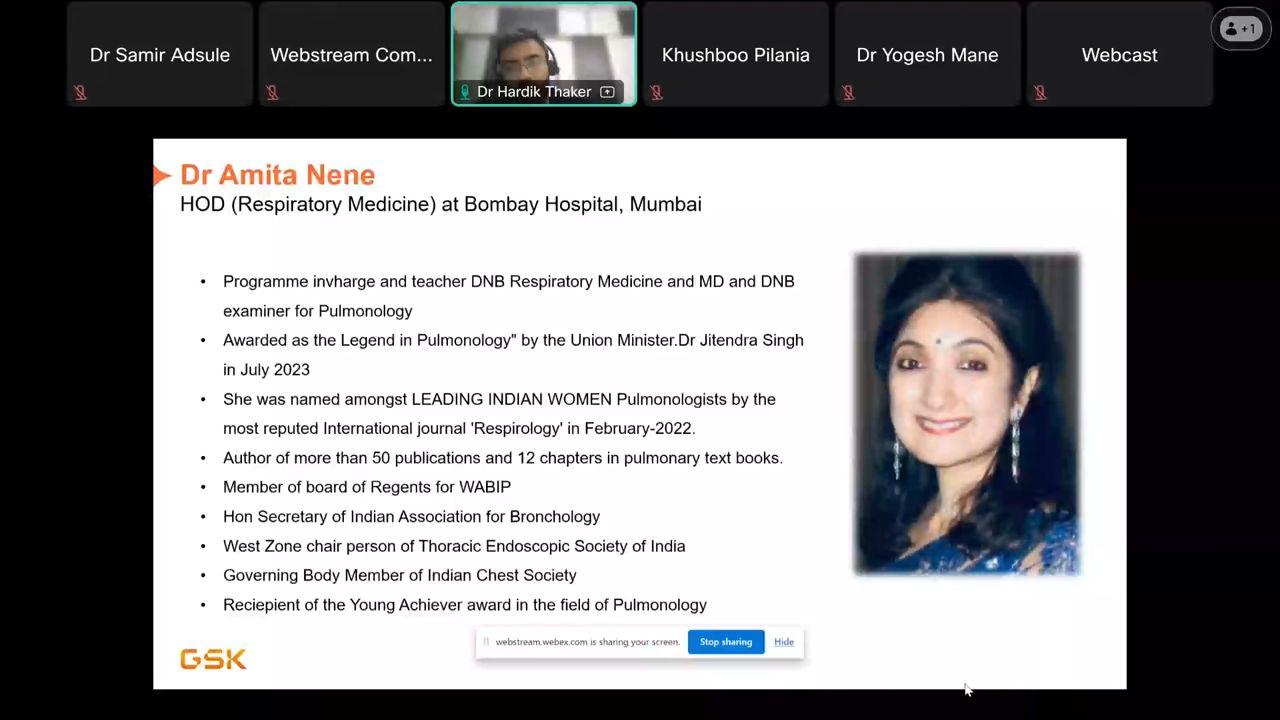 Dr Samir Adsule
Webstream Com...
Dr Hardik Thaker
Khushboo Pilania
Dr Yogesh Mane
Webcast
+1
Dr Amita Nene
HOD (Respiratory Medicine) at Bombay Hospital, Mumbai
• Programme invharge and teacher DNB Respiratory Medicine and MD and DNB
examiner for Pulmonology
• Awarded as the Legend in Pulmonology" by the Union Minister.Dr Jitendra Singh
in July 2023
• She was named amongst LEADING INDIAN WOMEN Pulmonologists by the
most reputed International journal 'Respirology' in February-2022.
• Author of more than 50 publications and 12 chapters in pulmonary text books.
• Member of board of Regents for WABIP
• Hon Secretary of Indian Association for Bronchology
• West Zone chair person of Thoracic Endoscopic Society of India
• Governing Body Member of Indian Chest Society
• Reciepient of the Young Achiever award in the field of Pulmonology
webstream.webex.com is sharing your screen.
Stop sharing
Hide
GSK